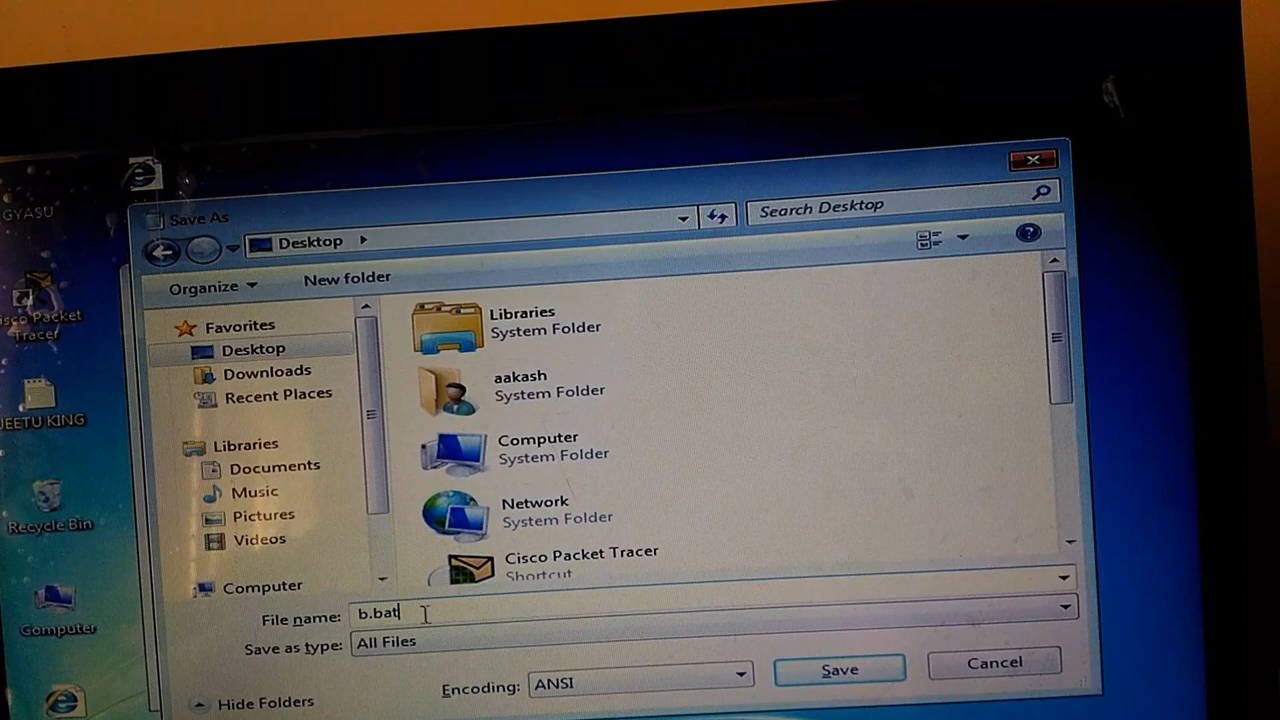 GYASU
isco Packet
Tracer
JEETU KING
Recycle Bin
Computer
Save As
Desktop
Search Desktop
Organize
New folder
Favorites
Desktop
Downloads
Recent Places
Libraries
Documents
Music
Pictures
Videos
Computer
Libraries
System Folder
aakash
System Folder
Computer
System Folder
Network
System Folder
Cisco Packet Tracer
Shortcut
File name: b.bat
Save as type: All Files
Hide Folders
Encoding: ANSI
Save
Cancel